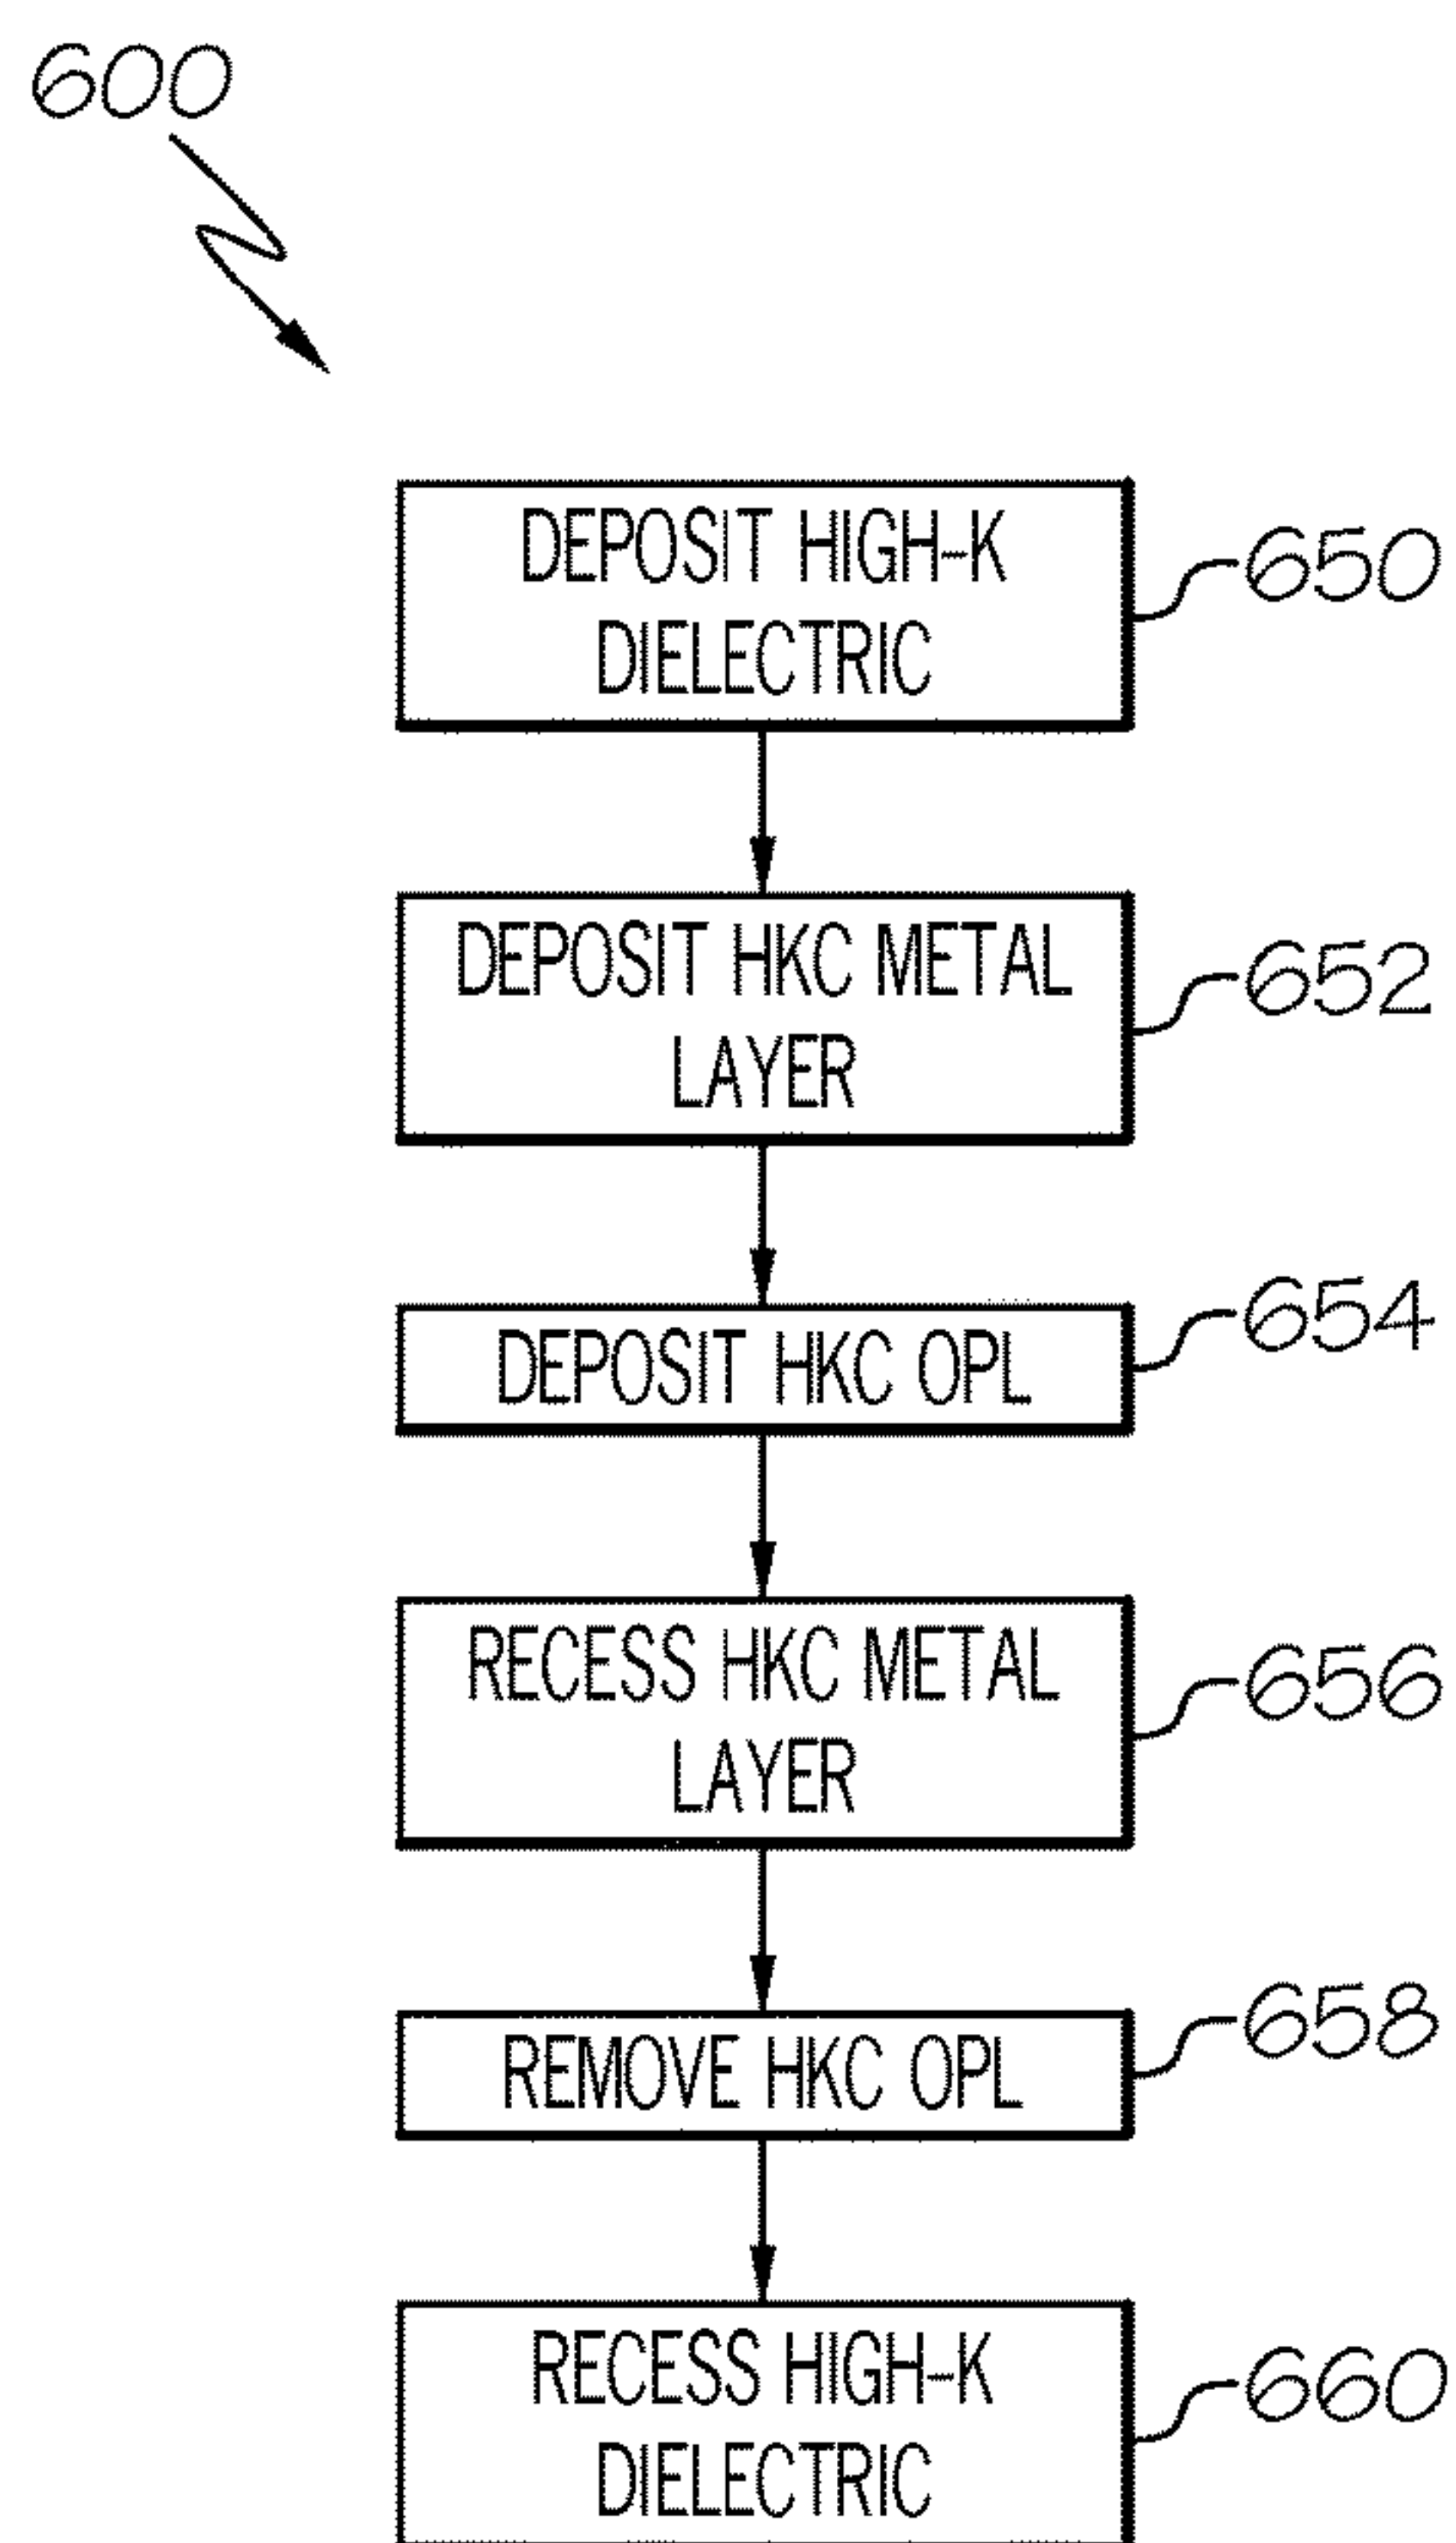 600
DEPOSIT HIGH-K
DIELECTRIC
650
DEPOSIT HKC METAL
LAYER
652
DEPOSIT HKC OPL
654
RECESS HKC METAL
LAYER
656
REMOVE HKC OPL
658
RECESS HIGH-K
DIELECTRIC
660